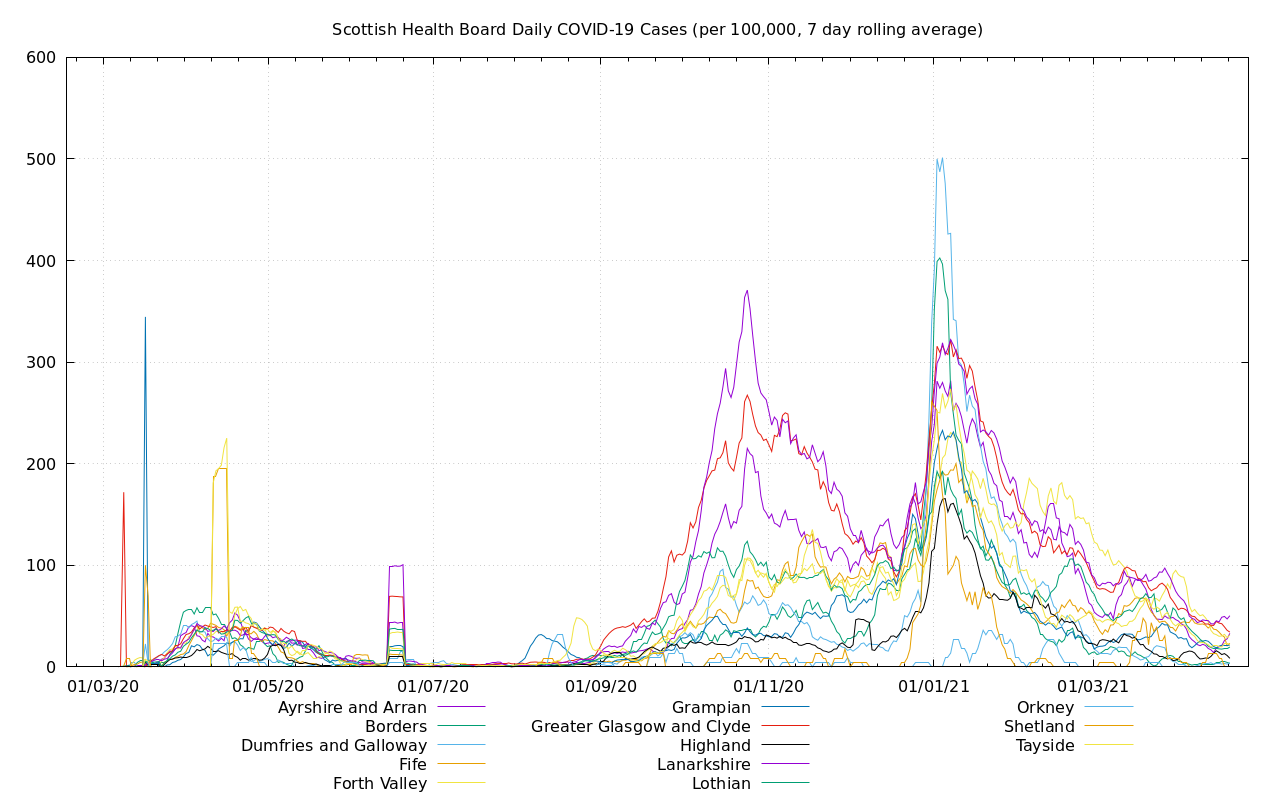 Scottish Health Board Daily COVID-19 Cases (per 100,000, 7 day rolling average)
600
500
400
300
200
100
0
01/03/20 01/05/20 01/07/20 01/09/20 01/11/20 01/01/21 01/03/21
Ayrshire and Arran
Borders
Dumfries and Galloway
Fife
Forth Valley
Grampian
Greater Glasgow and Clyde
Highland
Lanarkshire
Lothian
Orkney
Shetland
Tayside